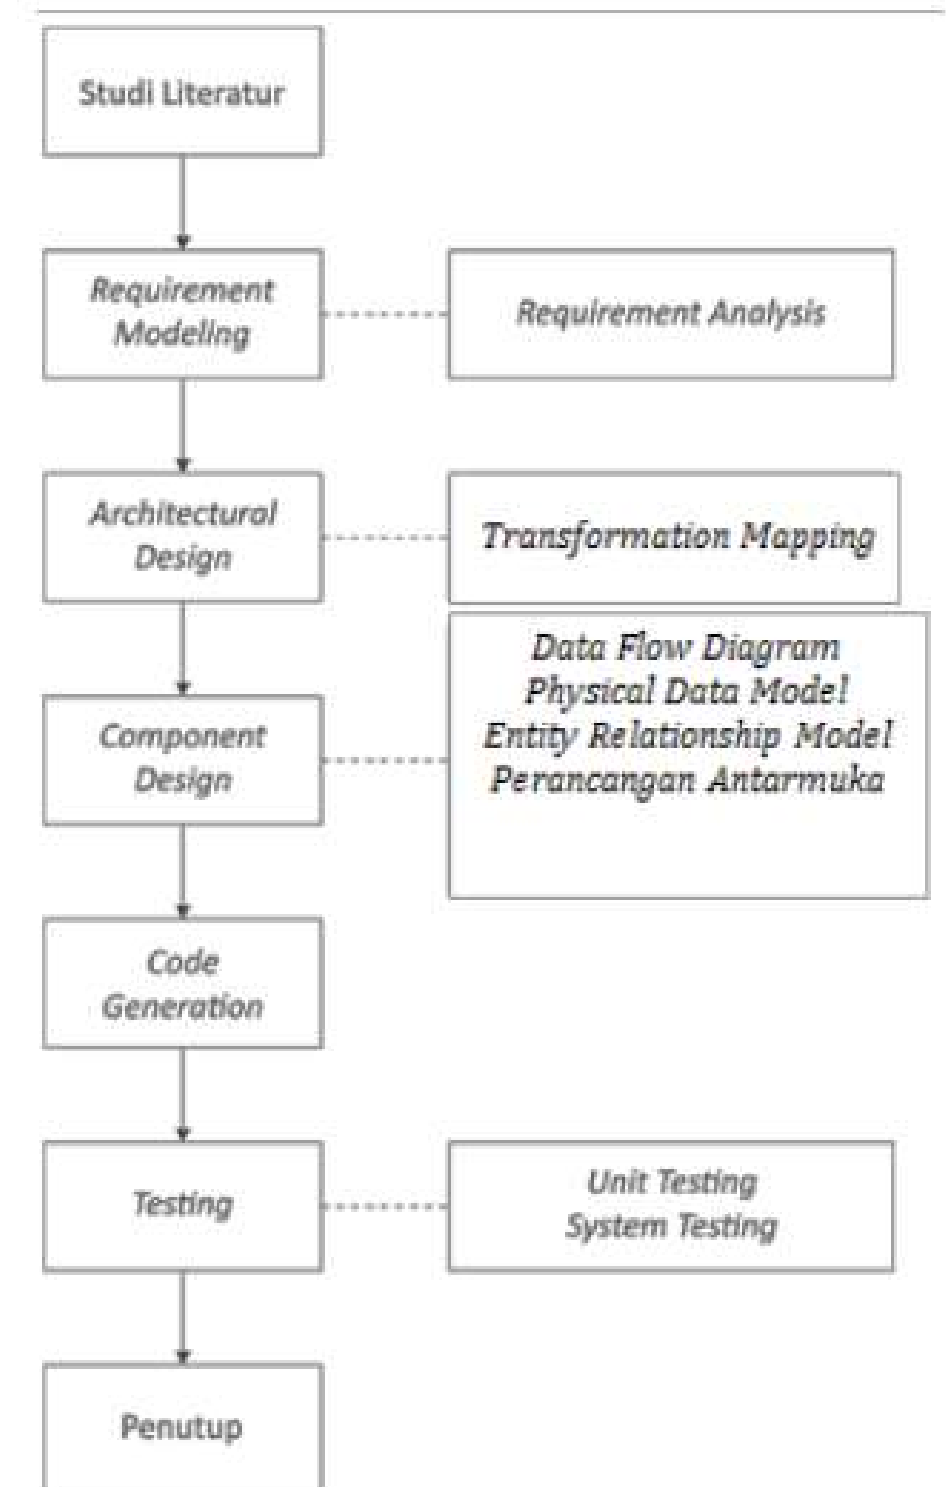 Studi Literatur
Requirement
Modeling
Requirement Analysis
Architectural
Design
Transformation Mapping
Component
Design
Data Flow Diagram
Physical Data Model
Entity Relationship Model
Perancangan Antarmuka
Code
Generation
Testing
Unit Testing
System Testing
Penutup